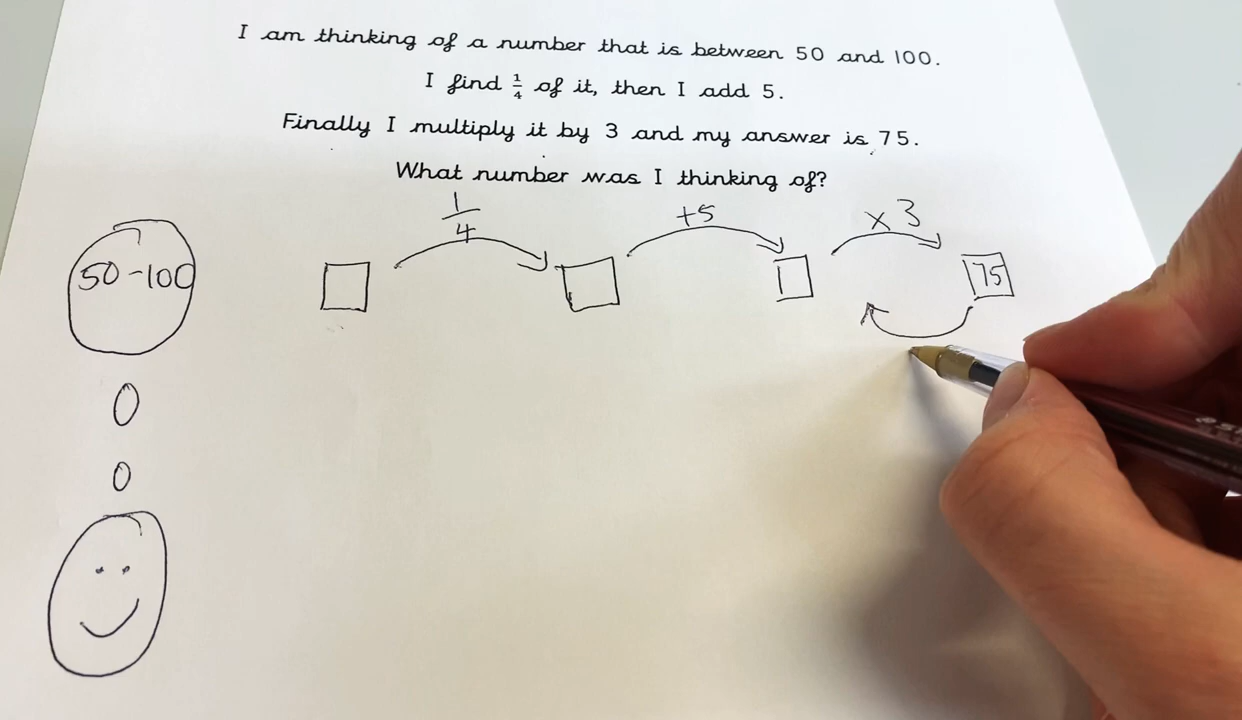 I am thinking of a number that is between 50 and 100.
I find 1/4 of it, then I add 5.
Finally I multiply it by 3 and my answer is 75.
What number was I thinking of?
1/4 +5 x 3
50-100 75